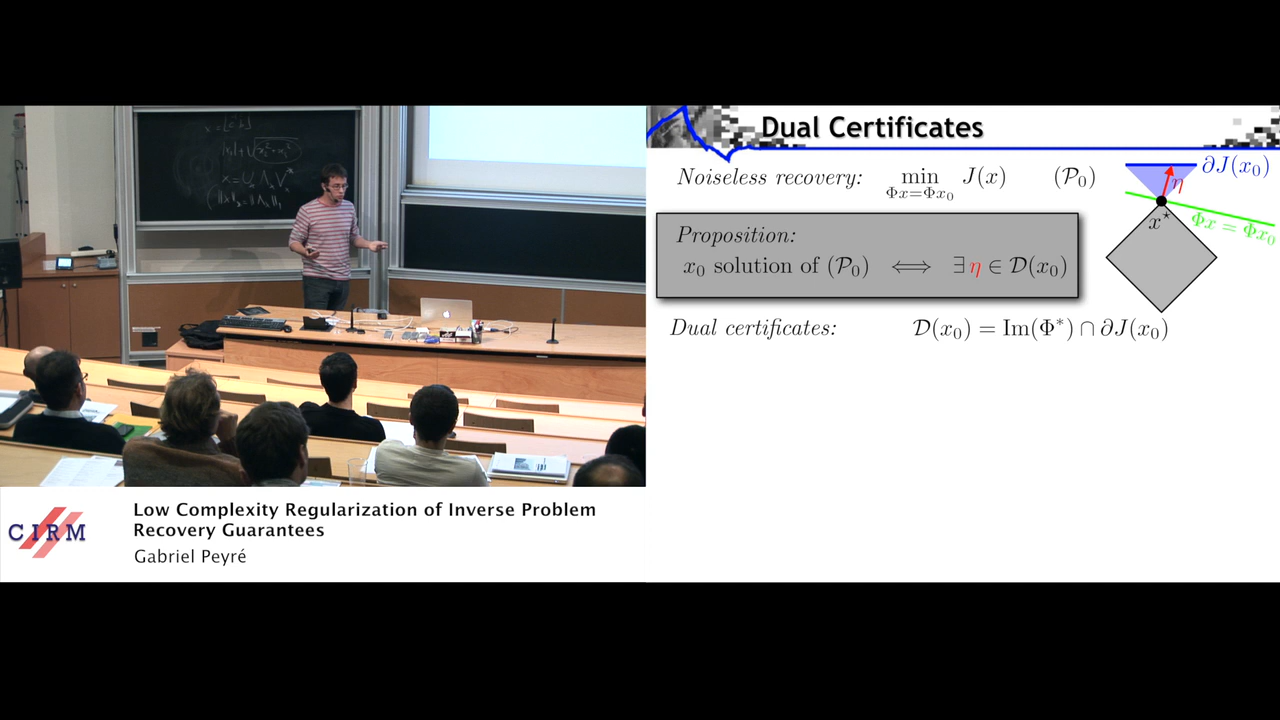 x = [c b]
x = U Λ V*
Dual Certificates
Noiseless recovery: min J(x) (P₀)
Φx=Φx₀
∂J(x₀)
η
x*
Φx = Φx₀
Proposition:
x₀ solution of (P₀) ⟺ ∃ η ∈ D(x₀)
Dual certificates: D(x₀) = Im(Φ*) ∩ ∂J(x₀)
CIRM
Low Complexity Regularization of Inverse Problem
Recovery Guarantees
Gabriel Peyré